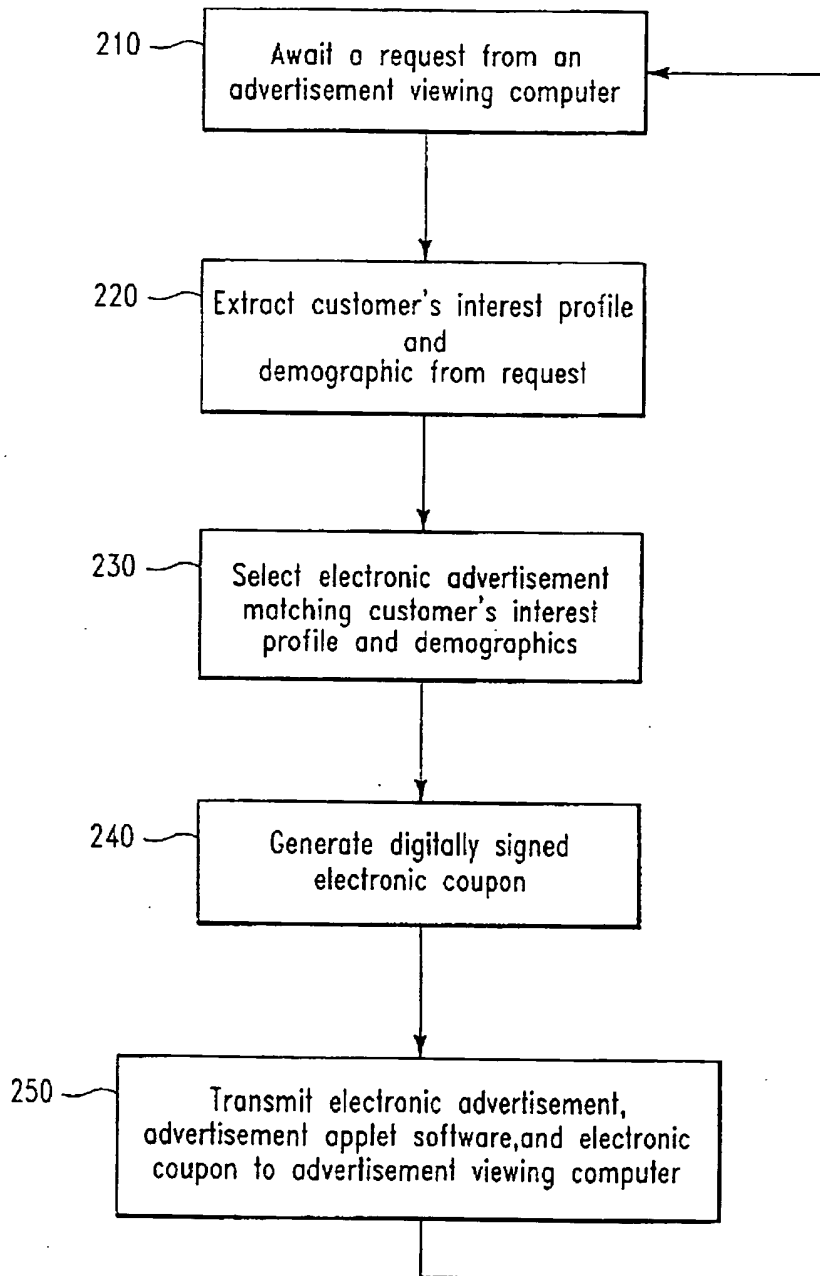 210
Await a request from an
advertisement viewing computer
220
Extract customer's interest profile
and
demographic from request
230
Select electronic advertisement
matching customer's interest
profile and demographics
240
Generate digitally signed
electronic coupon
250
Transmit electronic advertisement,
advertisement applet software,and electronic
coupon to advertisement viewing computer